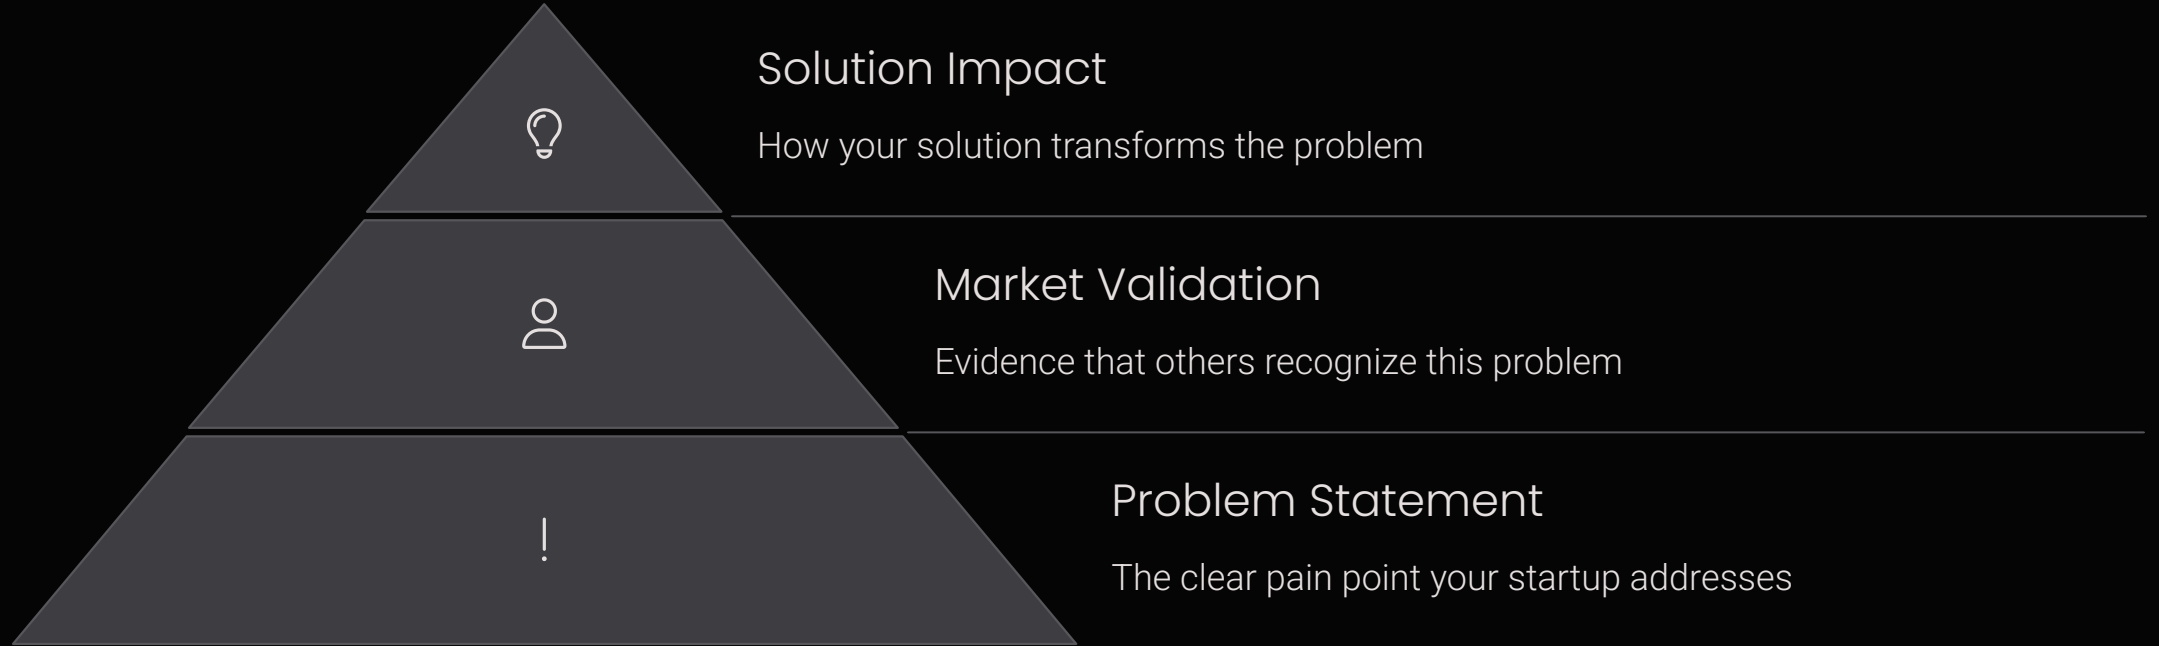 Solution Impact
How your solution transforms the problem
Market Validation
Evidence that others recognize this problem
!
Problem Statement
The clear pain point your startup addresses